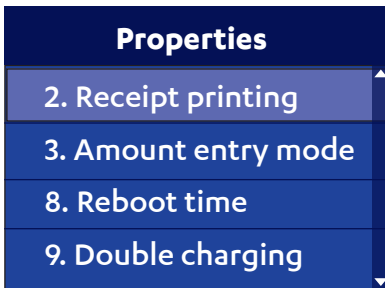 Properties
2. Receipt printing
3. Amount entry mode
8. Reboot time
9. Double charging